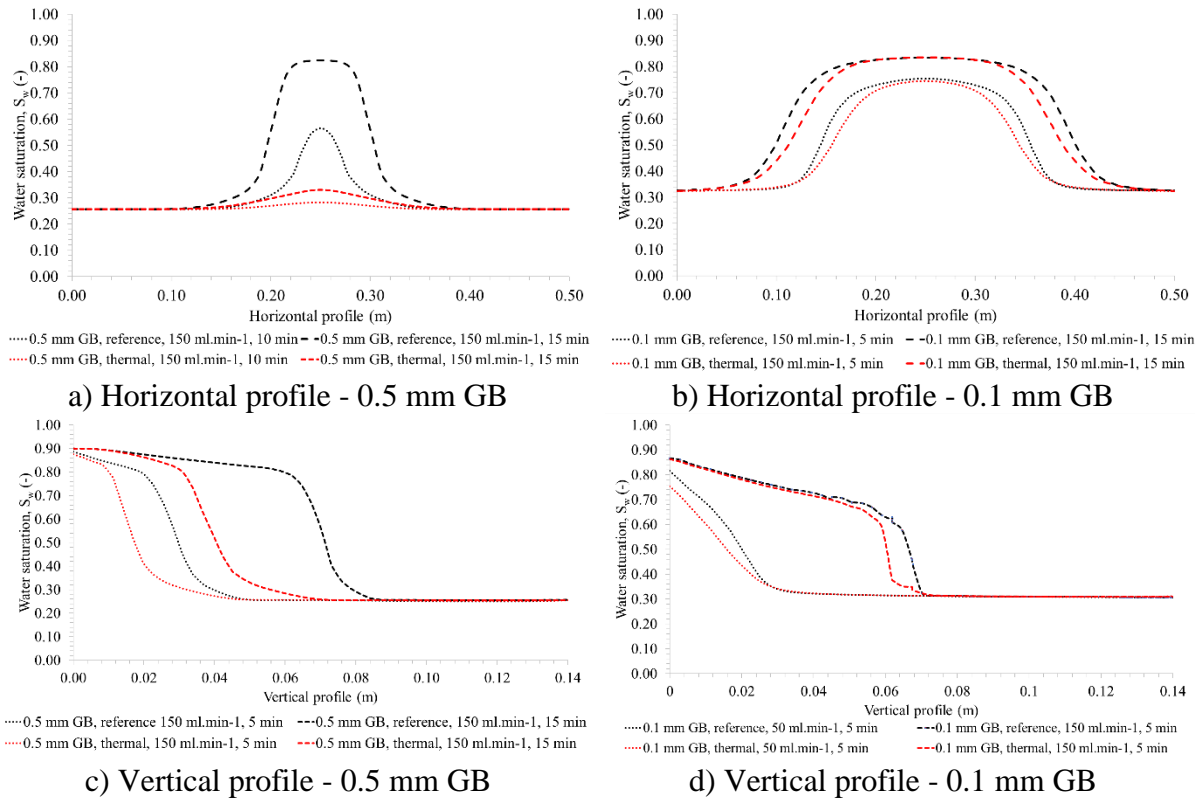 1.00
0.90
0.80
0.70
0.60
0.50
0.40
0.30
0.20
0.10
0.00
Water saturation, Sw (-)
0.00 0.10 0.20 0.30 0.40 0.50
Horizontal profile (m)
0.5 mm GB, reference, 150 ml.min-1, 10 min 0.5 mm GB, reference, 150 ml.min-1, 15 min
0.5 mm GB, thermal, 150 ml.min-1, 10 min 0.5 mm GB, thermal, 150 ml.min-1, 15 min
a) Horizontal profile - 0.5 mm GB
1.00
0.90
0.80
0.70
0.60
0.50
0.40
0.30
0.20
0.10
0.00
Water saturation, Sw (-)
0.00 0.10 0.20 0.30 0.40 0.50
Horizontal profile (m)
0.1 mm GB, reference, 150 ml.min-1, 5 min 0.1 mm GB, reference, 150 ml.min-1, 15 min
0.1 mm GB, thermal, 150 ml.min-1, 5 min 0.1 mm GB, thermal, 150 ml.min-1, 15 min
b) Horizontal profile - 0.1 mm GB
1.00
0.90
0.80
0.70
0.60
0.50
0.40
0.30
0.20
0.10
0.00
Water saturation, Sw (-)
0.00 0.02 0.04 0.06 0.08 0.10 0.12 0.14
Vertical profile (m)
0.5 mm GB, reference 150 ml.min-1, 5 min 0.5 mm GB, reference, 150 ml.min-1, 15 min
0.5 mm GB, thermal, 150 ml.min-1, 5 min 0.5 mm GB, thermal, 150 ml.min-1, 15 min
c) Vertical profile - 0.5 mm GB
1.00
0.90
0.80
0.70
0.60
0.50
0.40
0.30
0.20
0.10
0.00
Water saturation, Sw (-)
0 0.02 0.04 0.06 0.08 0.10 0.12 0.14
Vertical profile (m)
0.1 mm GB, reference, 50 ml.min-1, 5 min 0.1 mm GB, reference, 150 ml.min-1, 5 min
0.1 mm GB, thermal, 50 ml.min-1, 5 min 0.1 mm GB, thermal, 150 ml.min-1, 5 min
d) Vertical profile - 0.1 mm GB